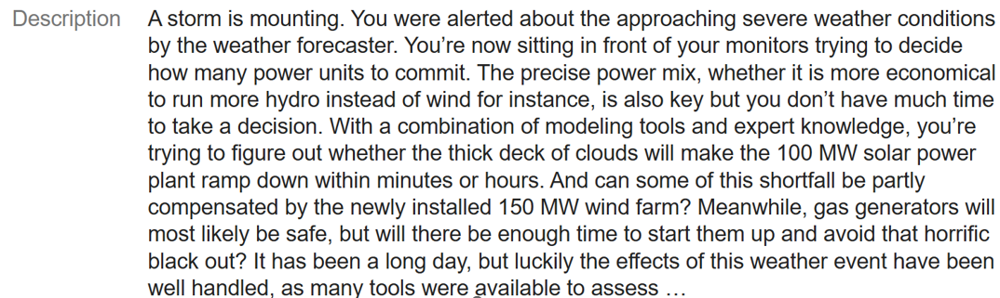 Description A storm is mounting. You were alerted about the approaching severe weather conditions
by the weather forecaster. You’re now sitting in front of your monitors trying to decide
how many power units to commit. The precise power mix, whether it is more economical
to run more hydro instead of wind for instance, is also key but you don’t have much time
to take a decision. With a combination of modeling tools and expert knowledge, you’re
trying to figure out whether the thick deck of clouds will make the 100 MW solar power
plant ramp down within minutes or hours. And can some of this shortfall be partly
compensated by the newly installed 150 MW wind farm? Meanwhile, gas generators will
most likely be safe, but will there be enough time to start them up and avoid that horrific
black out? It has been a long day, but luckily the effects of this weather event have been
well handled, as many tools were available to assess …